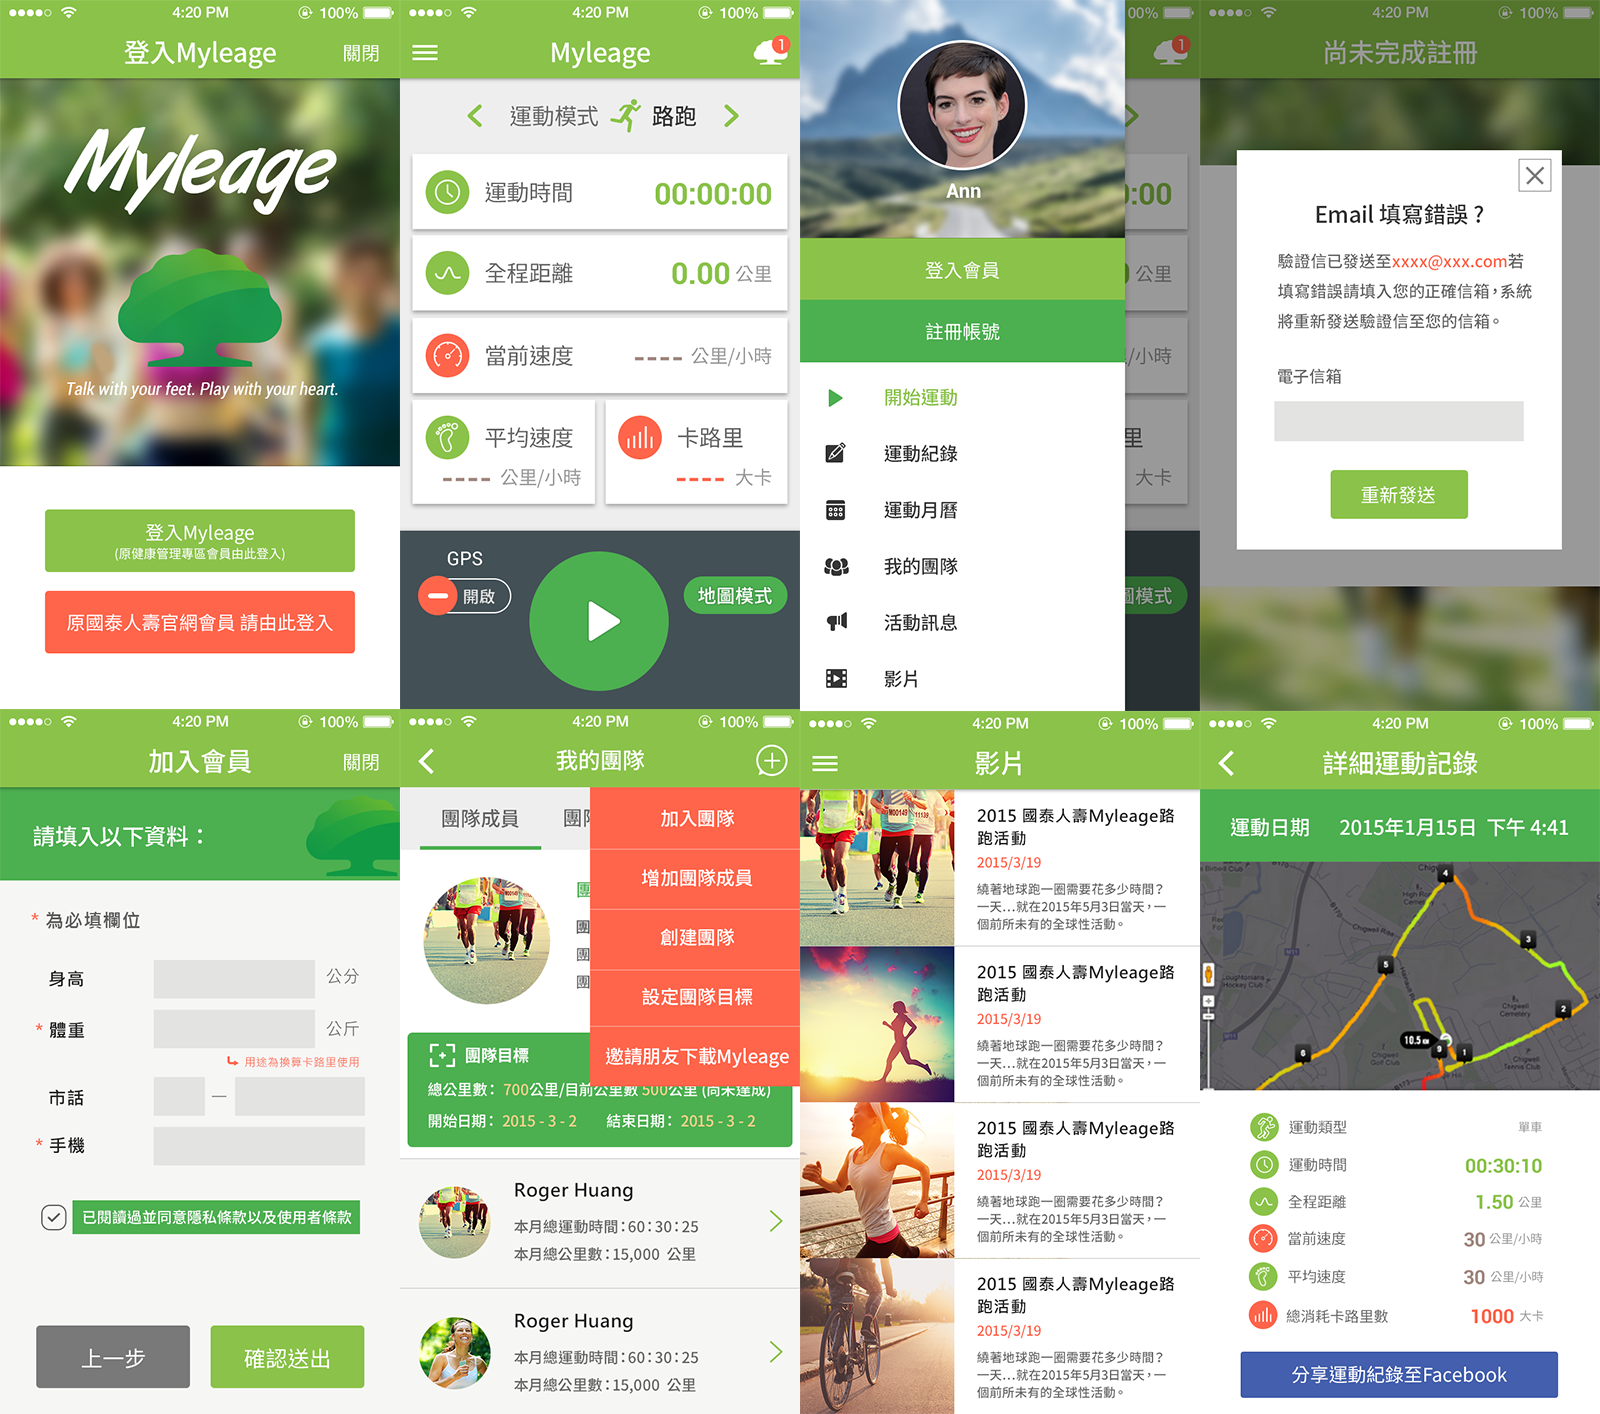 4:20 PM
100%
登入Myleage
關閉
Myleage
Talk with your feet. Play with your heart.
登入Myleage
(原健康管理專區會員由此登入)
原國泰人壽官網會員 請由此登入
4:20 PM
100%
Myleage
1
運動模式
路跑
運動時間
00:00:00
全程距離
0.00 公里
當前速度
---- 公里/小時
平均速度
---- 公里/小時
卡路里
---- 大卡
GPS
開啟
地圖模式
00%
1
Ann
登入會員
註冊帳號
開始運動
運動紀錄
運動月曆
我的團隊
活動訊息
影片
:00
公里
/小時
里
大卡
圖模式
4:20 PM
100%
尚未完成註冊
Email 填寫錯誤 ?
驗證信已發送至xxxx@xxx.com若
填寫錯誤請填入您的正確信箱，系統
將重新發送驗證信至您的信箱。
電子信箱
重新發送
4:20 PM
100%
加入會員
關閉
請填入以下資料：
* 為必填欄位
身高
公分
* 體重
公斤
用途為換算卡路里使用
市話
—
* 手機
已閱讀過並同意隱私條款以及使用者條款
上一步
確認送出
4:20 PM
100%
我的團隊
團隊成員
團隊
加入團隊
增加團隊成員
創建團隊
設定團隊目標
邀請朋友下載Myleage
團
團
團
團
團隊目標
總公里數： 700公里/目前公里數 500公里 (尚未達成)
開始日期： 2015 - 3 - 2
結束日期： 2015 - 3 - 2
Roger Huang
本月總運動時間：60：30：25
本月總公里數：15,000 公里
Roger Huang
本月總運動時間：60：30：25
本月總公里數：15,000 公里
4:20 PM
100%
影片
2015 國泰人壽Myleage路
跑活動
2015/3/19
繞著地球跑一圈需要花多少時間？
一天...就在2015年5月3日當天，一
個前所未有的全球性活動。
2015 國泰人壽Myleage路
跑活動
2015/3/19
繞著地球跑一圈需要花多少時間？
一天...就在2015年5月3日當天，一
個前所未有的全球性活動。
2015 國泰人壽Myleage路
跑活動
2015/3/19
繞著地球跑一圈需要花多少時間？
一天...就在2015年5月3日當天，一
個前所未有的全球性活動。
2015 國泰人壽Myleage路
跑活動
2015/3/19
繞著地球跑一圈需要花多少時間？
一天...就在2015年5月3日當天，一
個前所未有的全球性活動。
4:20 PM
100%
詳細運動記錄
運動日期
2015年1月15日 下午 4:41
4
3
5
2
Chigwell
Cemetery
10.5
6
9
1
Chigwell
Golf Club
Chigwell
Tennis Club
運動類型
單車
運動時間
00:30:10
全程距離
1.50 公里
當前速度
30 公里/小時
平均速度
30 公里/小時
總消耗卡路里數
1000 大卡
分享運動紀錄至Facebook